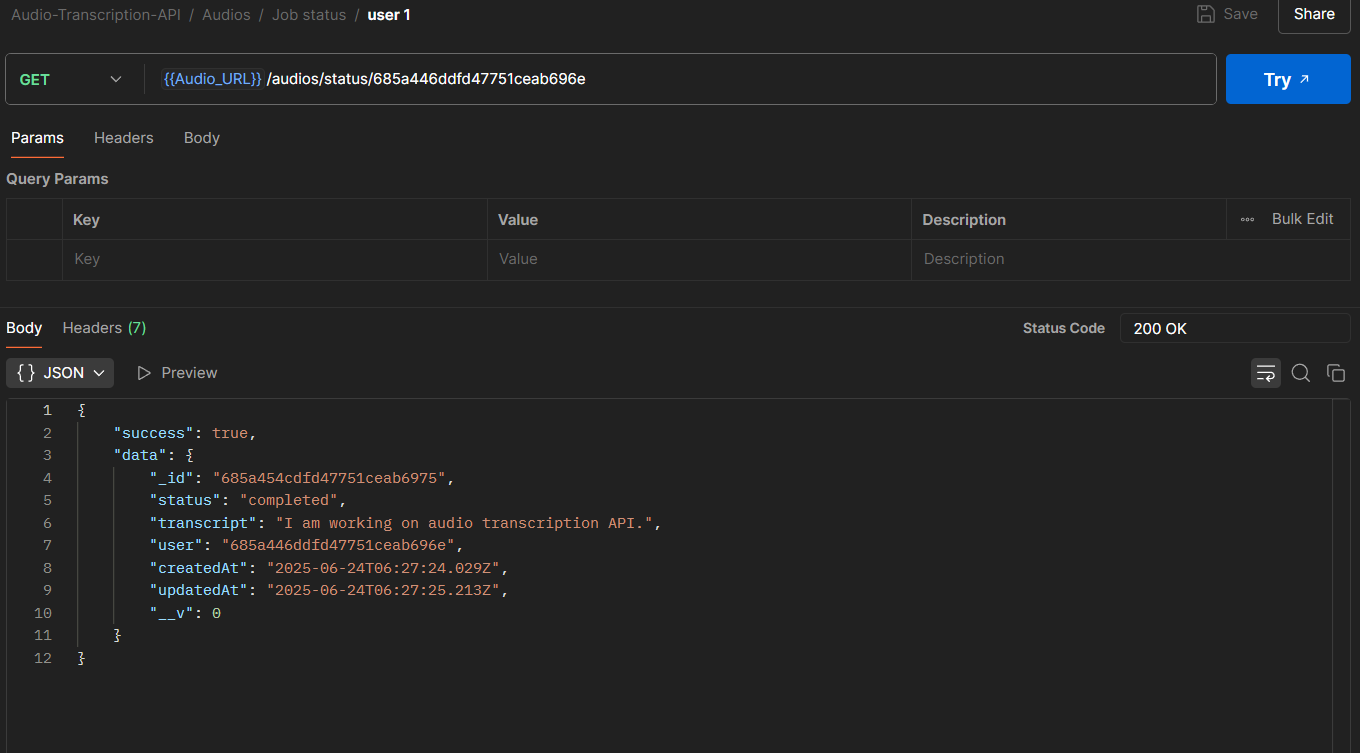 Audio-Transcription-API / Audios / Job status / user 1 Save Share
GET {{Audio_URL}} /audios/status/685a446ddfd47751ceab696e Try
Params Headers Body
Query Params
Key Value Description Bulk Edit
Key Value Description
Body Headers (7) Status Code 200 OK
{} JSON Preview
1 {
2 "success": true,
3 "data": {
4 "_id": "685a454cdfd47751ceab6975",
5 "status": "completed",
6 "transcript": "I am working on audio transcription API.",
7 "user": "685a446ddfd47751ceab696e",
8 "createdAt": "2025-06-24T06:27:24.029Z",
9 "updatedAt": "2025-06-24T06:27:25.213Z",
10 "__v": 0
11 }
12 }